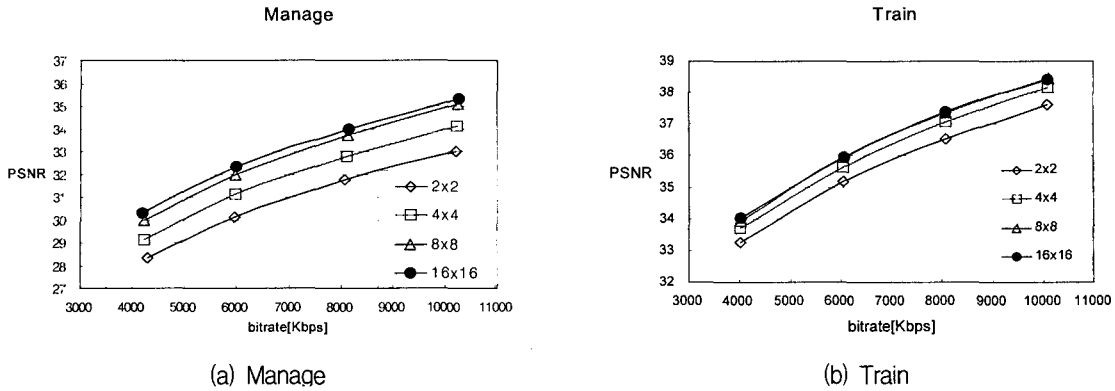 Manage
37
36
35
34
33
32
31
30
29
28
27
PSNR
2x2
4x4
8x8
16x16
3000 4000 5000 6000 7000 8000 9000 10000 11000
bitrate[Kbps]
(a) Manage
Train
39
38
37
36
35
34
33
32
PSNR
2x2
4x4
8x8
16x16
3000 4000 5000 6000 7000 8000 9000 10000 11000
bitrate[Kbps]
(b) Train